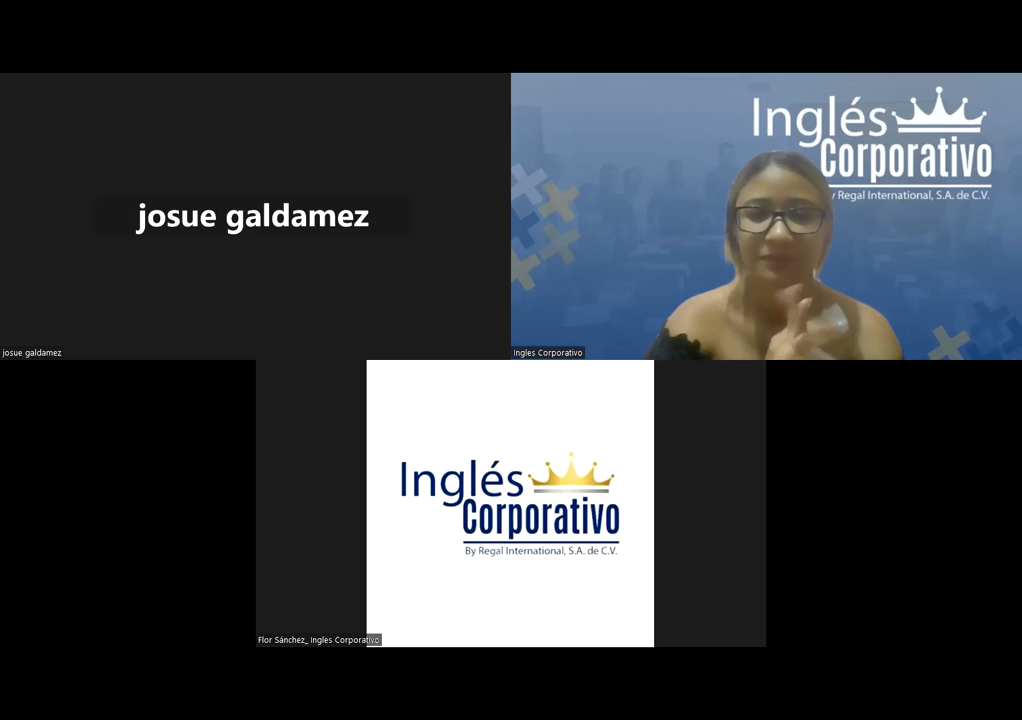 josue galdamez
josue galdamez
Inglés
Corporativo
y Regal International, S.A. de C.V.
Ingles Corporativo
Inglés
Corporativo
By Regal International, S.A. de C.V.
Flor Sánchez_ Ingles Corporativo